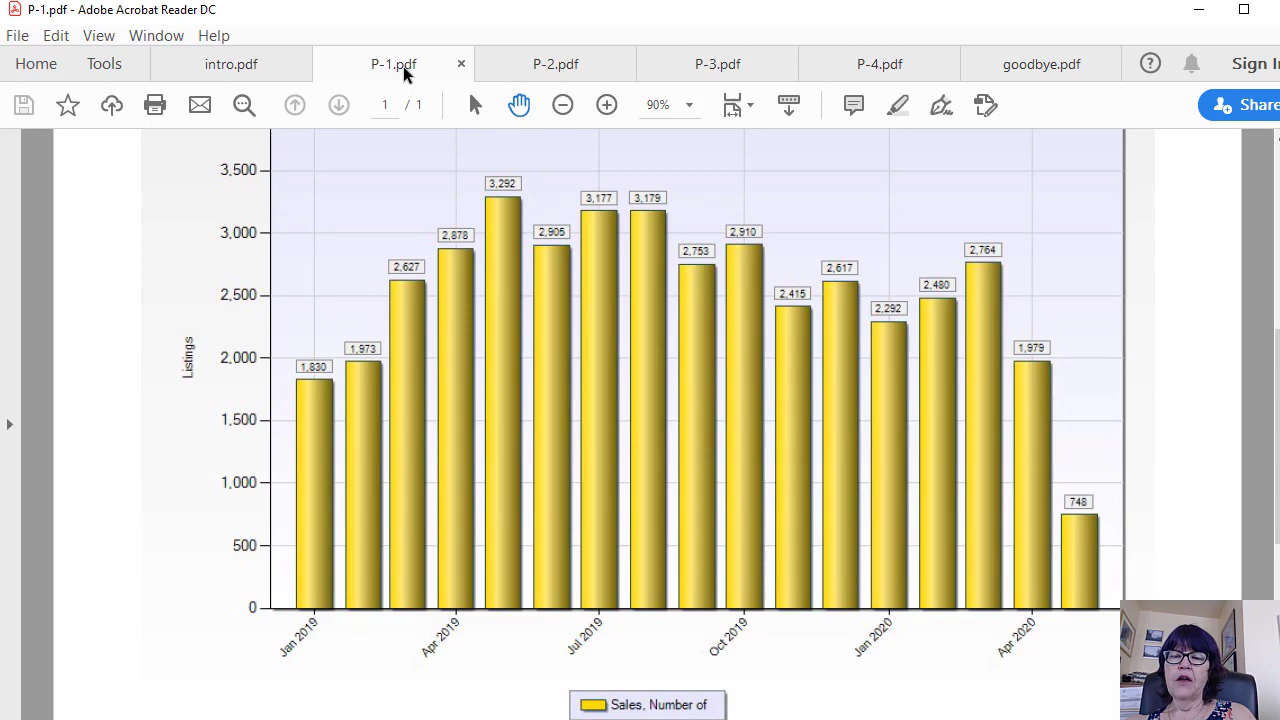 P-1.pdf - Adobe Acrobat Reader DC
File Edit View Window Help
Home Tools intro.pdf P-1.pdf × P-2.pdf P-3.pdf P-4.pdf goodbye.pdf ? Sign I
1 / 1 90% Share
3,500
3,292
3,177 3,179
3,000
2,878 2,905 2,910
2,753 2,764
2,627 2,617
2,500
2,415 2,480
2,292
2,000
1,973 1,979
1,830
Listings
1,500
1,000
748
500
0
Jan 2019 Apr 2019 Jul 2019 Oct 2019 Jan 2020 Apr 2020
Sales, Number of